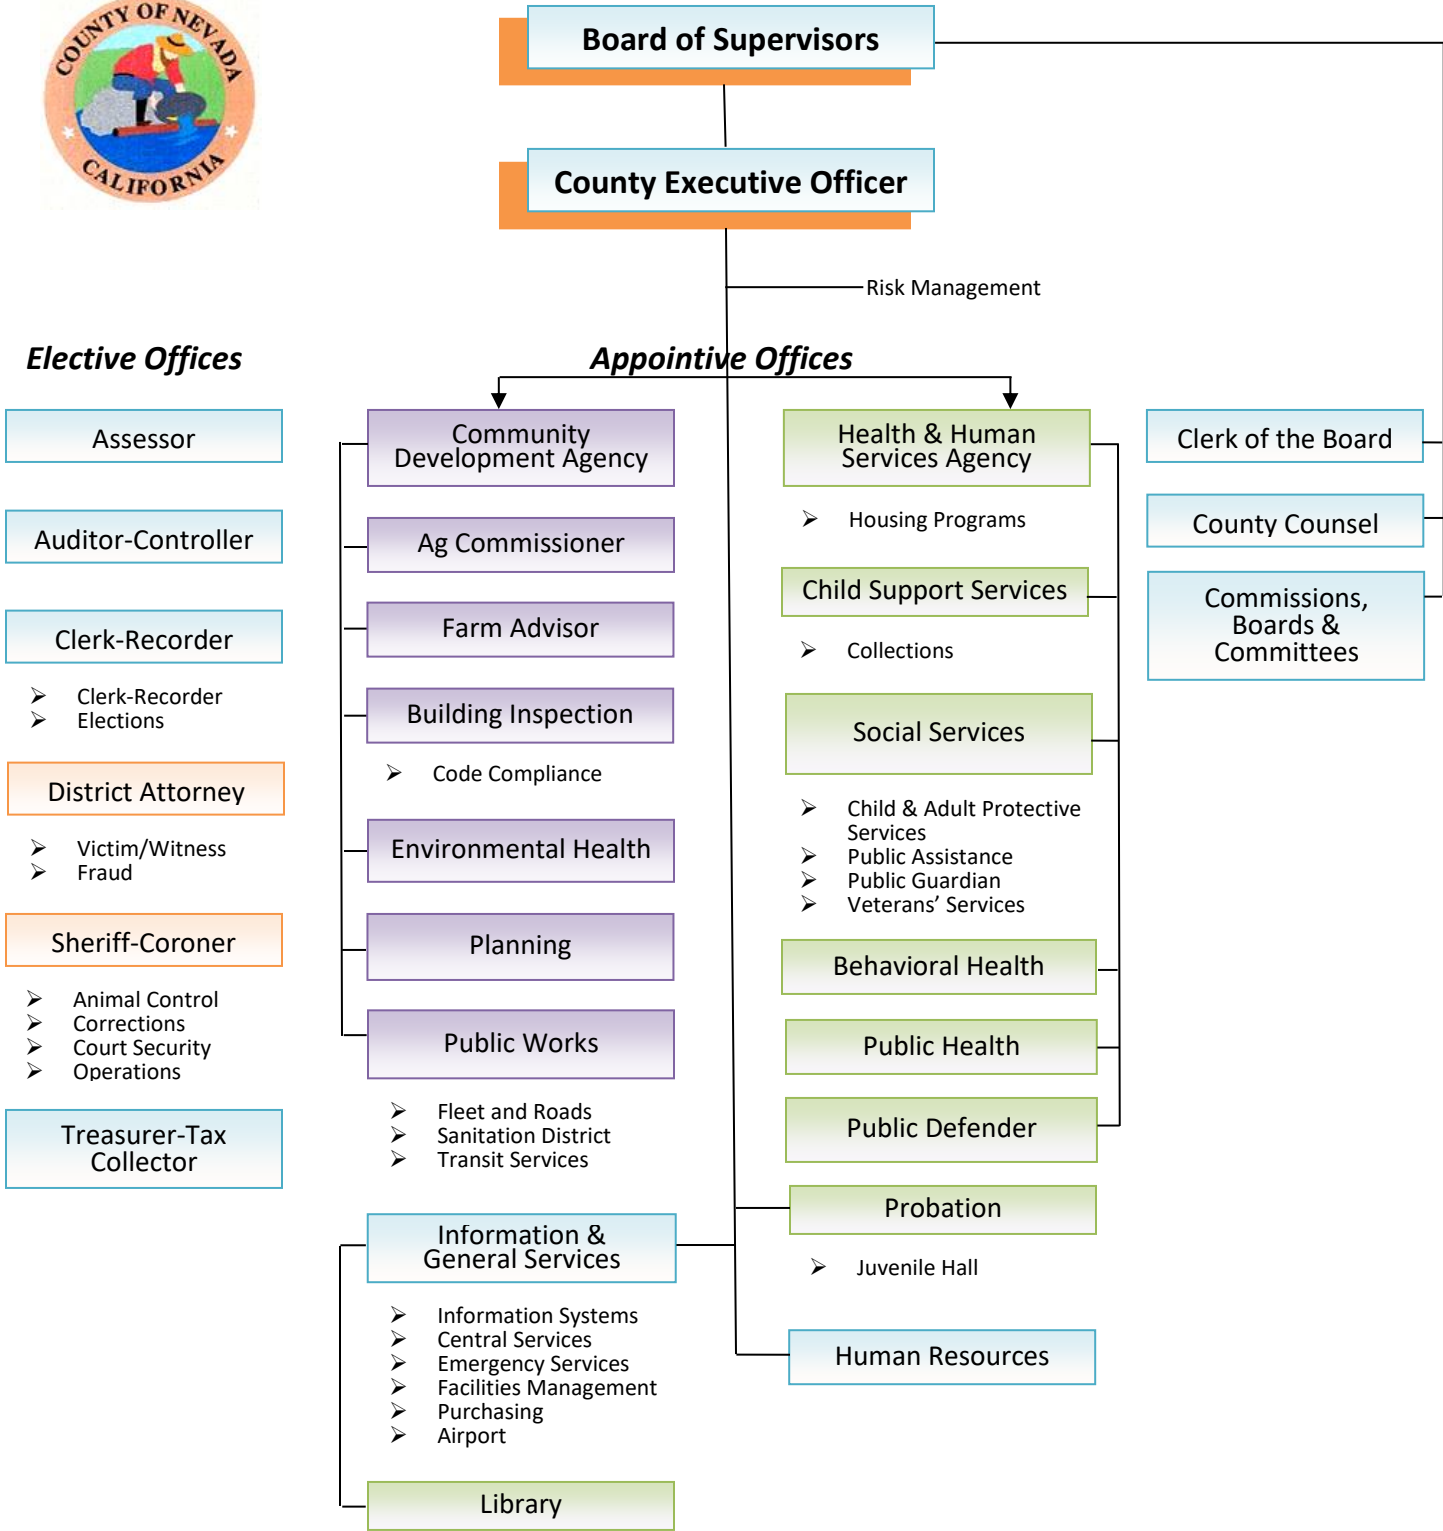 COUNTY OF NEVADA
CALIFORNIA
Board of Supervisors
County Executive Officer
Risk Management
Elective Offices
Appointive Offices
Assessor
Auditor-Controller
Clerk-Recorder
➢ Clerk-Recorder
➢ Elections
District Attorney
➢ Victim/Witness
➢ Fraud
Sheriff-Coroner
➢ Animal Control
➢ Corrections
➢ Court Security
➢ Operations
Treasurer-Tax
Collector
Community
Development Agency
Ag Commissioner
Farm Advisor
Building Inspection
➢ Code Compliance
Environmental Health
Planning
Public Works
➢ Fleet and Roads
➢ Sanitation District
➢ Transit Services
Information &
General Services
➢ Information Systems
➢ Central Services
➢ Emergency Services
➢ Facilities Management
➢ Purchasing
➢ Airport
Library
Health & Human
Services Agency
➢ Housing Programs
Child Support Services
➢ Collections
Social Services
➢ Child & Adult Protective
Services
➢ Public Assistance
➢ Public Guardian
➢ Veterans’ Services
Behavioral Health
Public Health
Public Defender
Probation
➢ Juvenile Hall
Human Resources
Clerk of the Board
County Counsel
Commissions,
Boards &
Committees